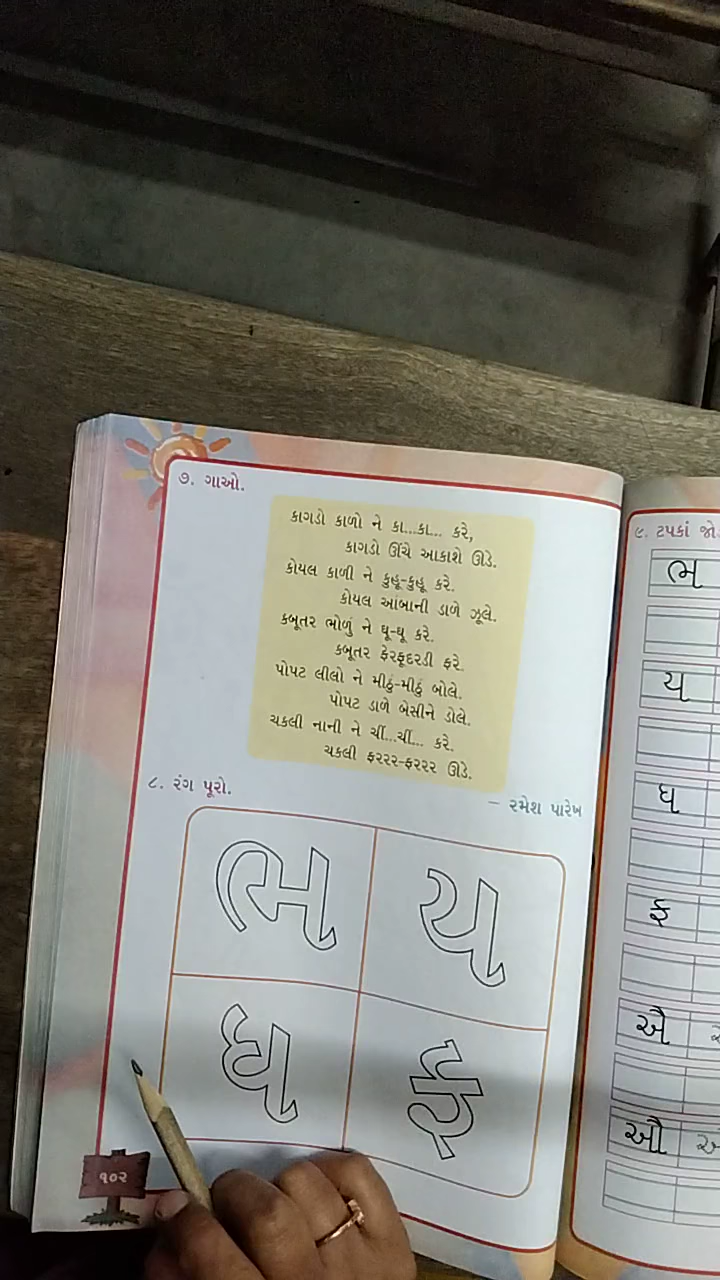 ૭. ગાઓ.
કાગડો કાળો ને કા...કા... કરે,
કાગડો ઊંચે આકાશે ઊડે.
કોયલ કાળી ને કુહૂ-કુહૂ કરે.
કોયલ આંબાની ડાળે ઝૂલે.
કબૂતર ભોળું ને ઘૂ-ઘૂ કરે.
કબૂતર ફેરફૂદરડી ફરે.
પોપટ લીલો ને મીઠું-મીઠું બોલે.
પોપટ ડાળે બેસીને ડોલે.
ચકલી નાની ને ચીં...ચીં... કરે.
ચકલી ફરરર-ફરરર ઊડે.
– રમેશ પારેખ
૮. રંગ પૂરો.
ભ ય
ઘ ફ
૧૦૨
૯. ટપકાં
ભ
ય
ઘ
ફ
ઐ
ઔ